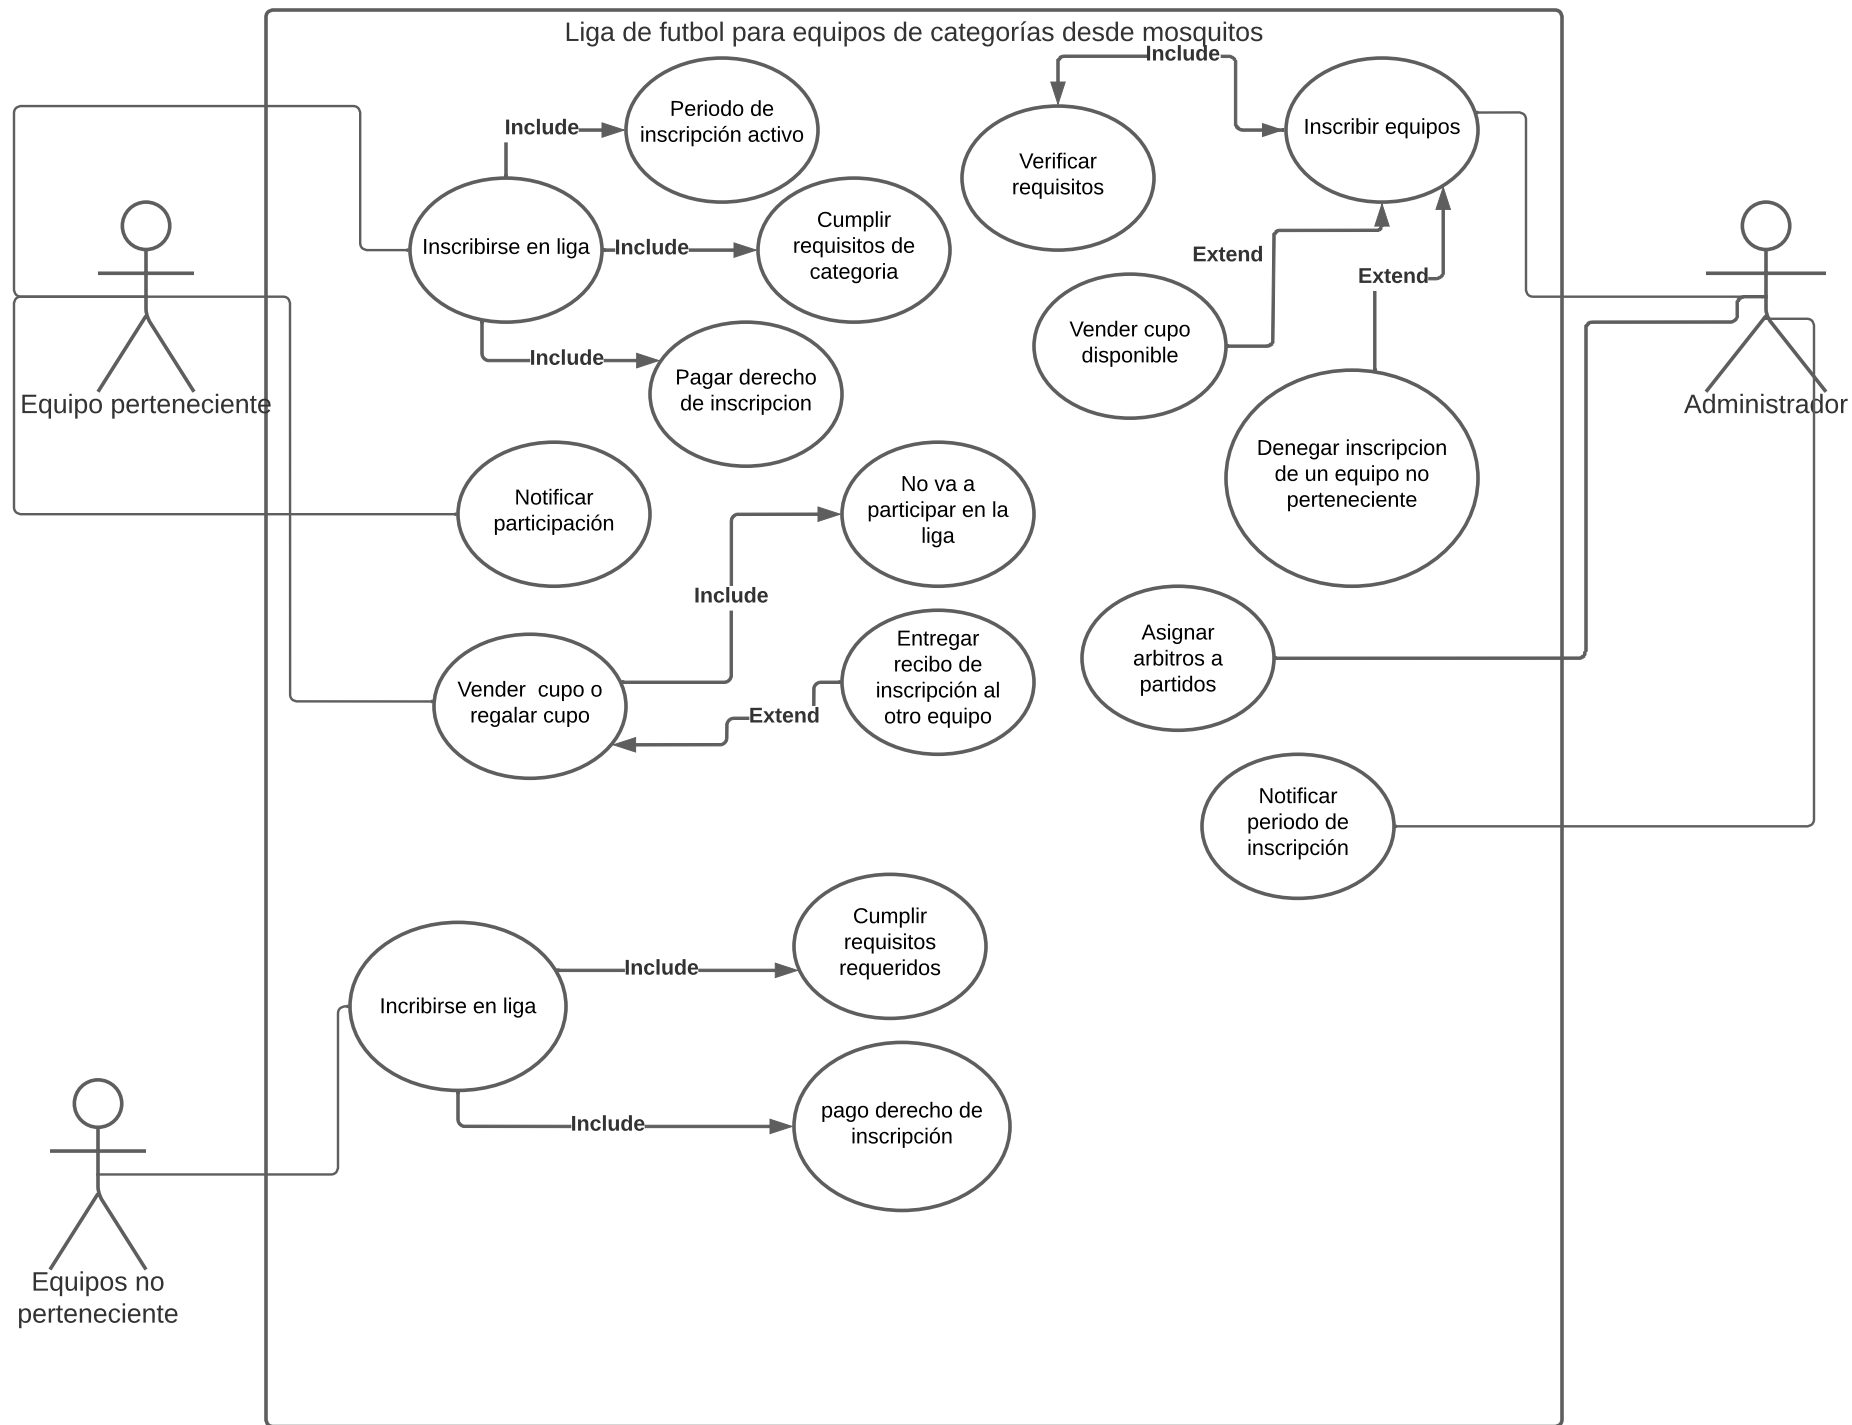 Liga de futbol para equipos de categorías desde mosquitos
Include
Periodo de
inscripción activo
Include
Inscribir equipos
Verificar
requisitos
Inscribirse en liga
Include
Cumplir
requisitos de
categoria
Extend
Extend
Vender cupo
disponible
Include
Pagar derecho
de inscripcion
Equipo perteneciente
Administrador
Denegar inscripcion
de un equipo no
perteneciente
Notificar
participación
No va a
participar en la
liga
Include
Entregar
recibo de
inscripción al
otro equipo
Asignar
arbitros a
partidos
Vender  cupo o
regalar cupo
Extend
Notificar
periodo de
inscripción
Cumplir
requisitos
requeridos
Include
Incribirse en liga
Include
pago derecho de
inscripción
Equipos no
perteneciente